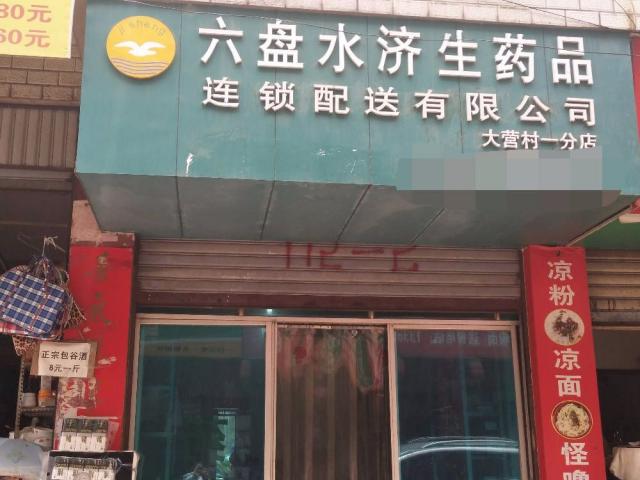 80元
60元
ji sheng
六盘水济生药品
连锁配送有限公司
大营村一分店
正宗包谷酒
8元一斤
凉粉
凉面
怪噜